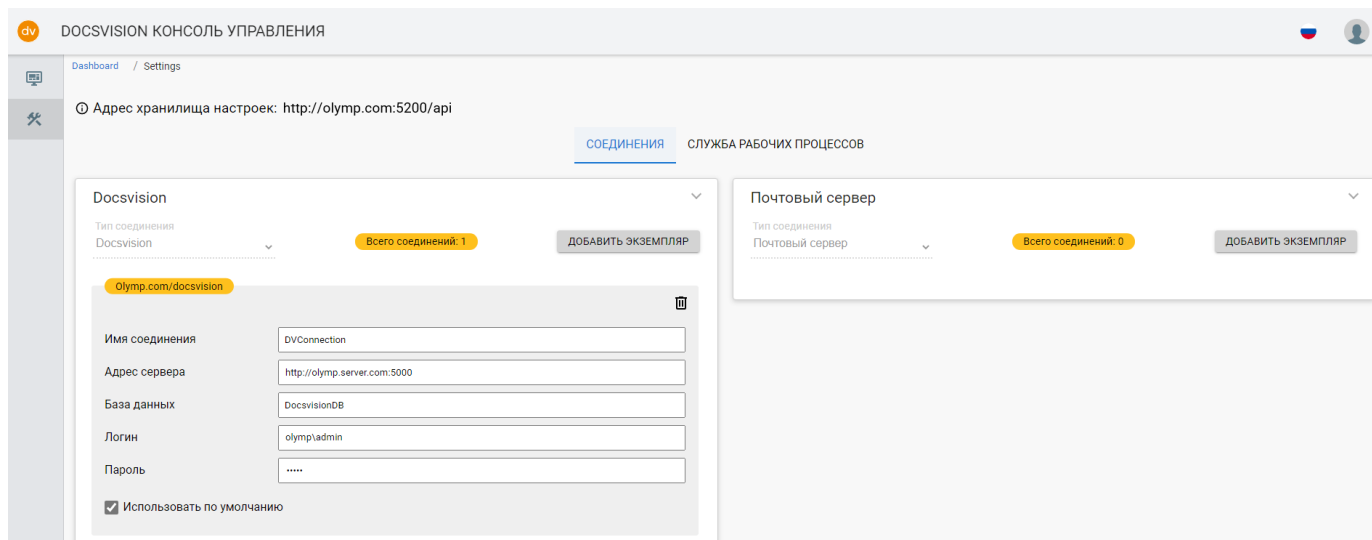 dv DOCSVISION КОНСОЛЬ УПРАВЛЕНИЯ
Dashboard / Settings
Адрес хранилища настроек: http://olymp.com:5200/api
СОЕДИНЕНИЯ СЛУЖБА РАБОЧИХ ПРОЦЕССОВ
Docsvision
Тип соединения
Docsvision
Всего соединений: 1
ДОБАВИТЬ ЭКЗЕМПЛЯР
Olymp.com/docsvision
Имя соединения DVConnection
Адрес сервера http://olymp.server.com:5000
База данных DocsvisionDB
Логин olymp\admin
Пароль •••••
Использовать по умолчанию
Почтовый сервер
Тип соединения
Почтовый сервер
Всего соединений: 0
ДОБАВИТЬ ЭКЗЕМПЛЯР